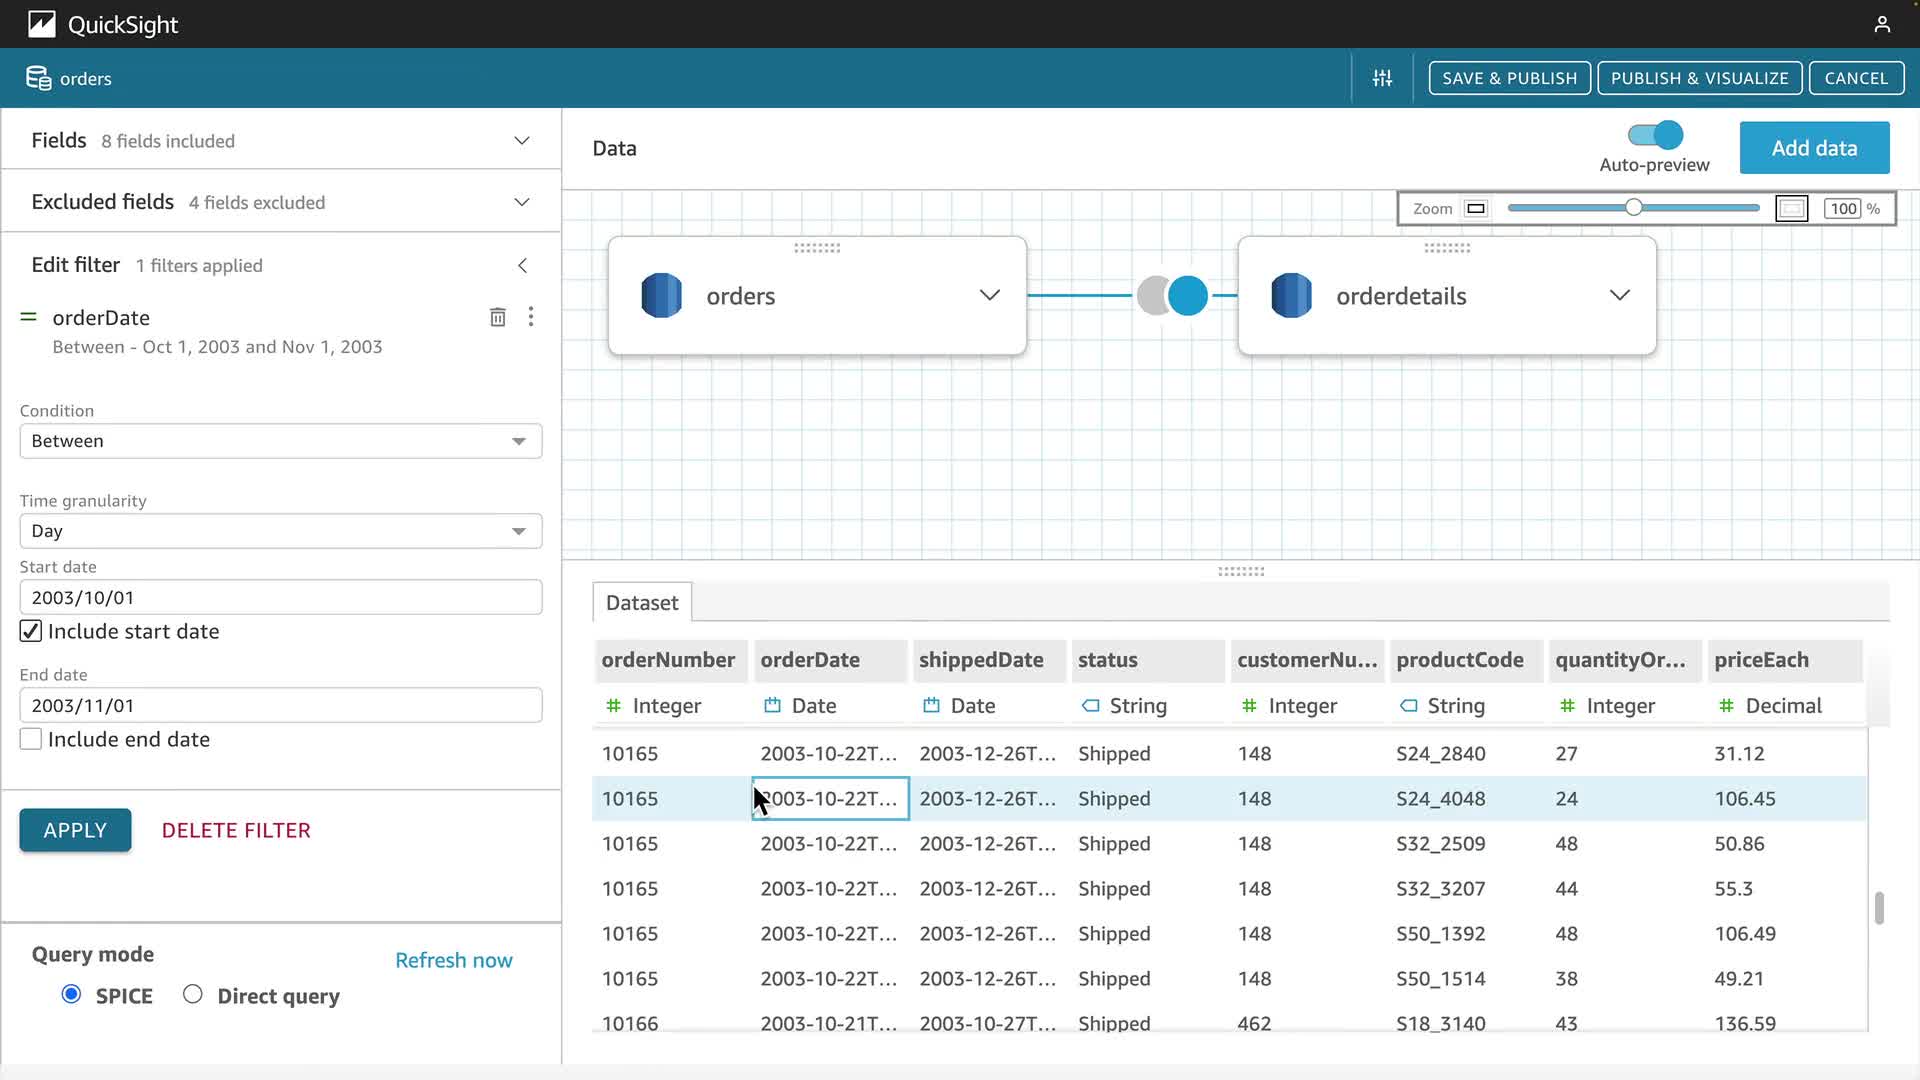 QuickSight
orders
SAVE & PUBLISH
PUBLISH & VISUALIZE
CANCEL
Fields 8 fields included
Excluded fields 4 fields excluded
Edit filter 1 filters applied
orderDate
Between - Oct 1, 2003 and Nov 1, 2003
Condition
Between
Time granularity
Day
Start date
2003/10/01
Include start date
End date
2003/11/01
Include end date
APPLY DELETE FILTER
Query mode
Refresh now
SPICE Direct query
Data
Auto-preview
Add data
Zoom 100 %
orders
orderdetails
Dataset
orderNumber orderDate shippedDate status customerNu... productCode quantityOr... priceEach
Integer Date Date String Integer String Integer Decimal
10165 2003-10-22T... 2003-12-26T... Shipped 148 S24_2840 27 31.12
10165 2003-10-22T... 2003-12-26T... Shipped 148 S24_4048 24 106.45
10165 2003-10-22T... 2003-12-26T... Shipped 148 S32_2509 48 50.86
10165 2003-10-22T... 2003-12-26T... Shipped 148 S32_3207 44 55.3
10165 2003-10-22T... 2003-12-26T... Shipped 148 S50_1392 48 106.49
10165 2003-10-22T... 2003-12-26T... Shipped 148 S50_1514 38 49.21
10166 2003-10-21T... 2003-10-27T... Shipped 462 S18_3140 43 136.59